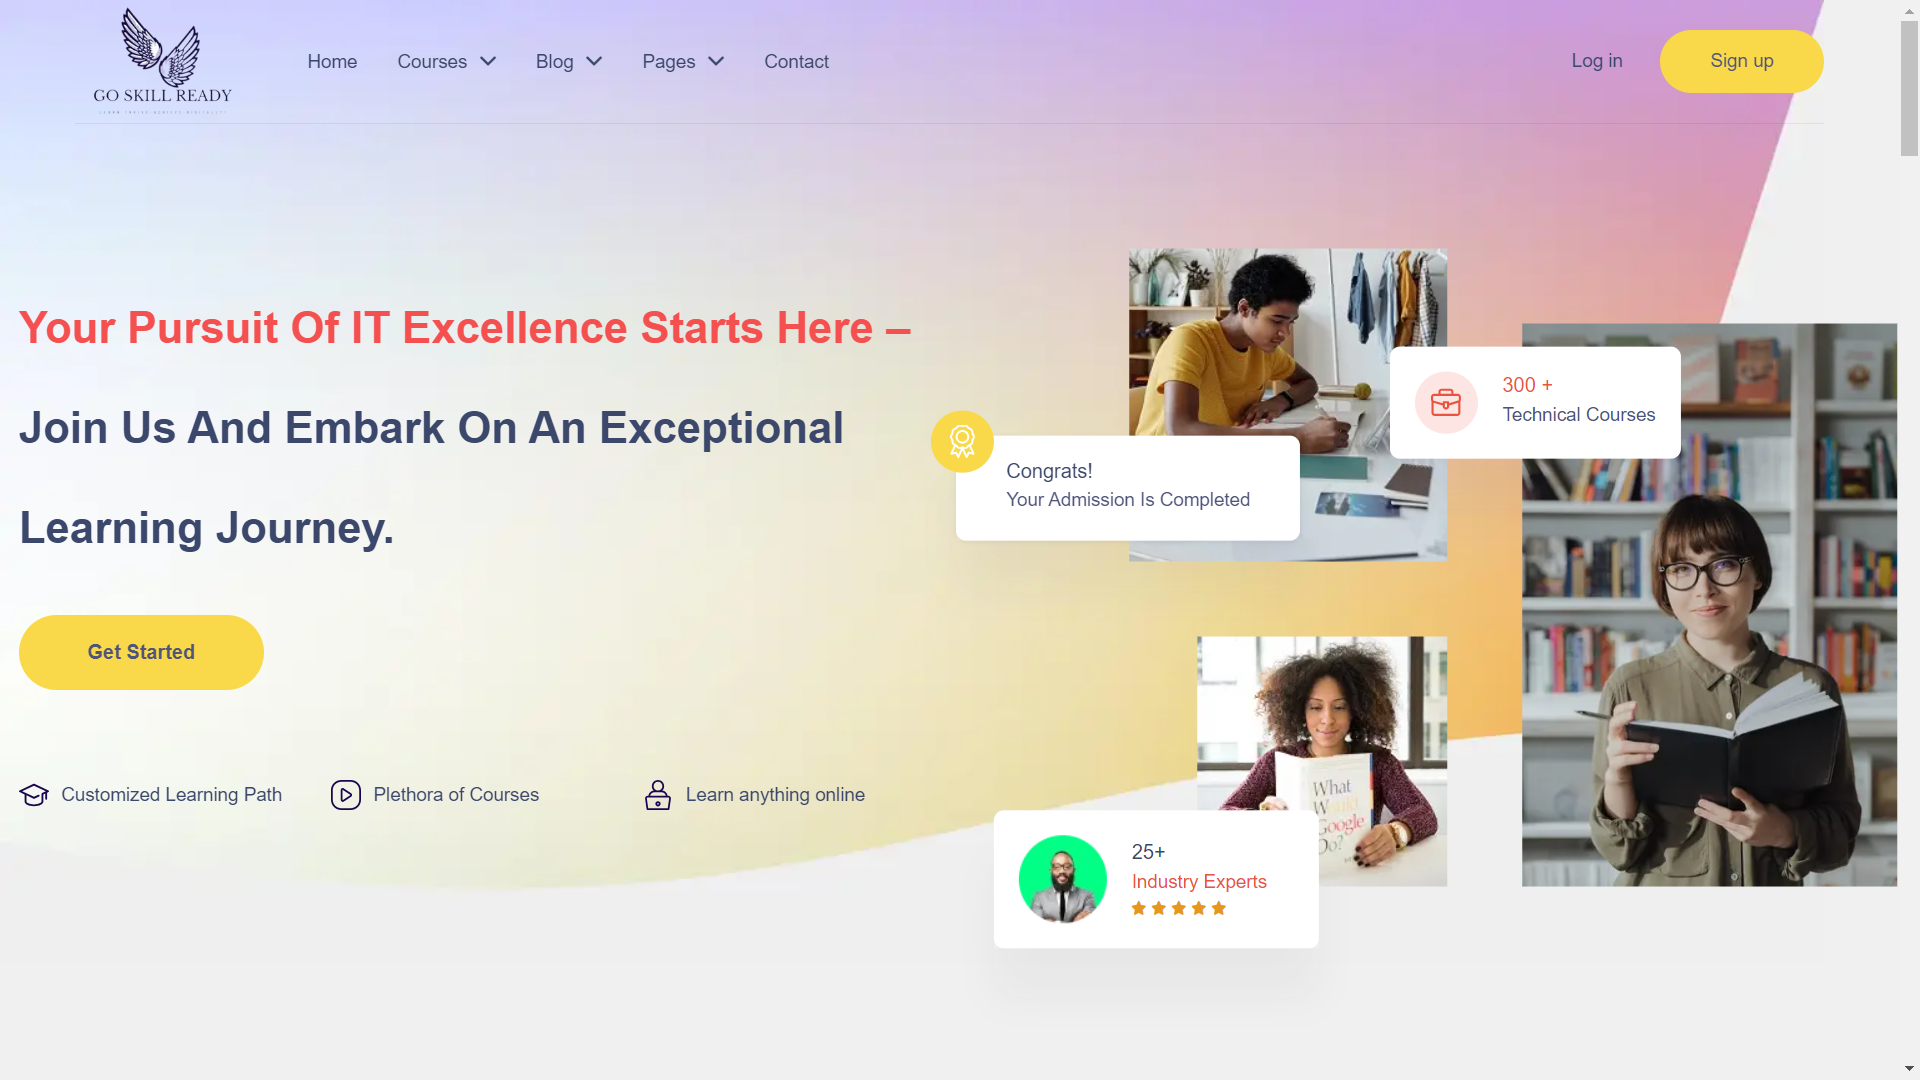 GO SKILL READY
Home
Courses
Blog
Pages
Contact
Log in
Sign up
Your Pursuit Of IT Excellence Starts Here –
Join Us And Embark On An Exceptional
Learning Journey.
Get Started
Customized Learning Path
Plethora of Courses
Learn anything online
Congrats!
Your Admission Is Completed
300 +
Technical Courses
What
Would
Google
Do?
25+
Industry Experts